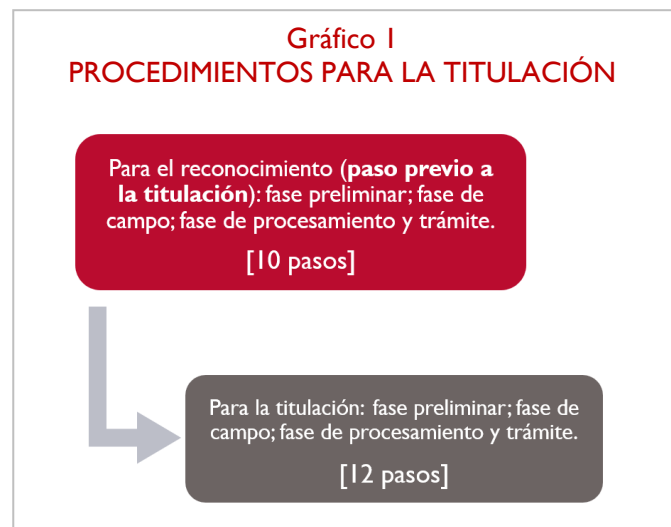 Gráfico 1
PROCEDIMIENTOS PARA LA TITULACIÓN
Para el reconocimiento (paso previo a
la titulación): fase preliminar; fase de
campo; fase de procesamiento y trámite.
[10 pasos]
Para la titulación: fase preliminar; fase de
campo; fase de procesamiento y trámite.
[12 pasos]